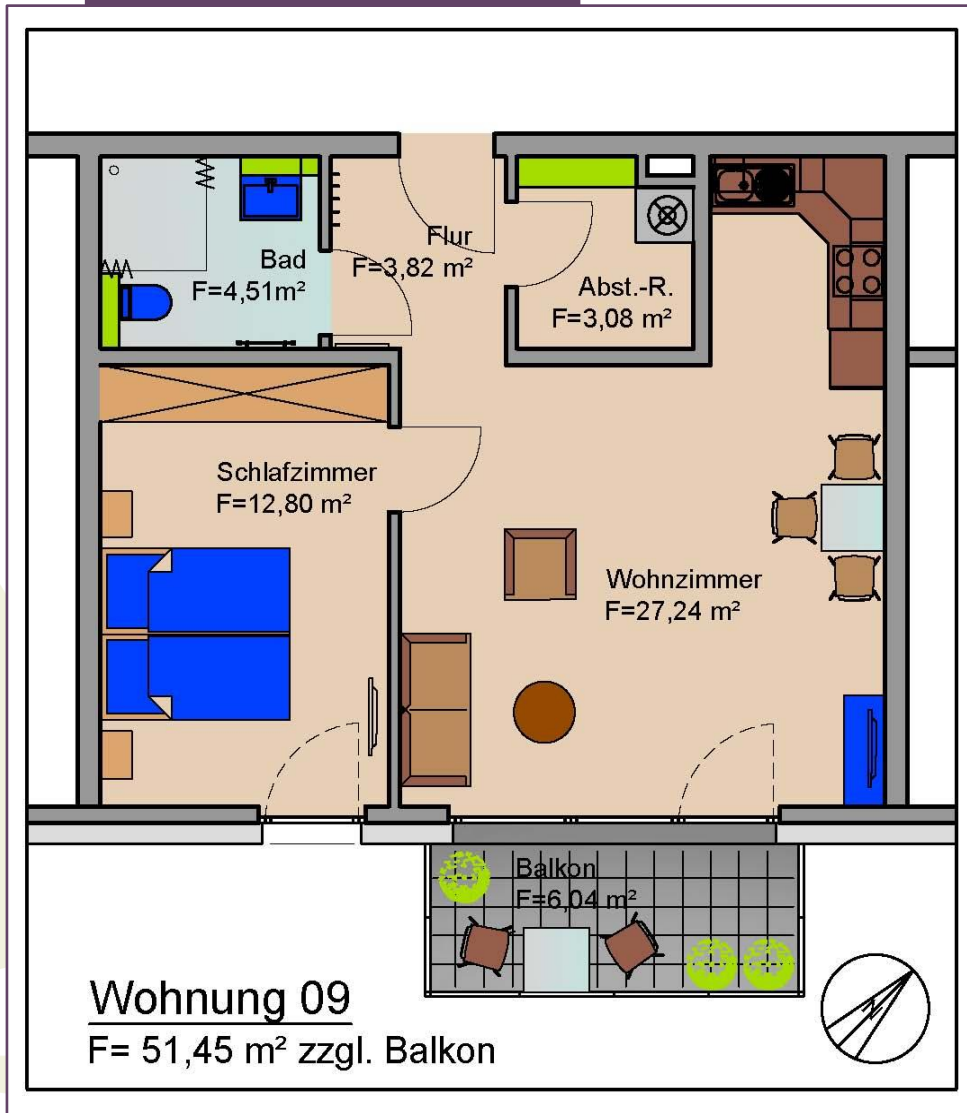 Flur
F=3,82 m²
Bad
F=4,51m²
Abst.-R.
F=3,08 m²
Schlafzimmer
F=12,80 m²
Wohnzimmer
F=27,24 m²
Balkon
F=6,04 m²
Wohnung 09
F= 51,45 m² zzgl. Balkon
N